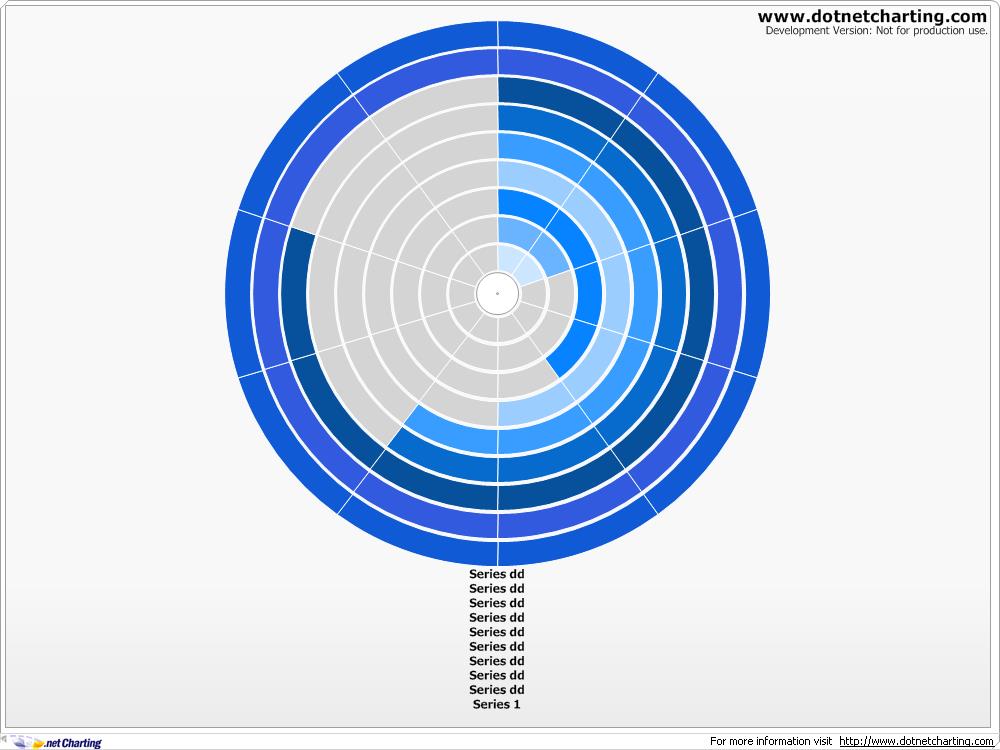 www.dotnetcharting.com
Development Version: Not for production use.
Series dd
Series dd
Series dd
Series dd
Series dd
Series dd
Series dd
Series dd
Series dd
Series 1
.net Charting
For more information visit http://www.dotnetcharting.com